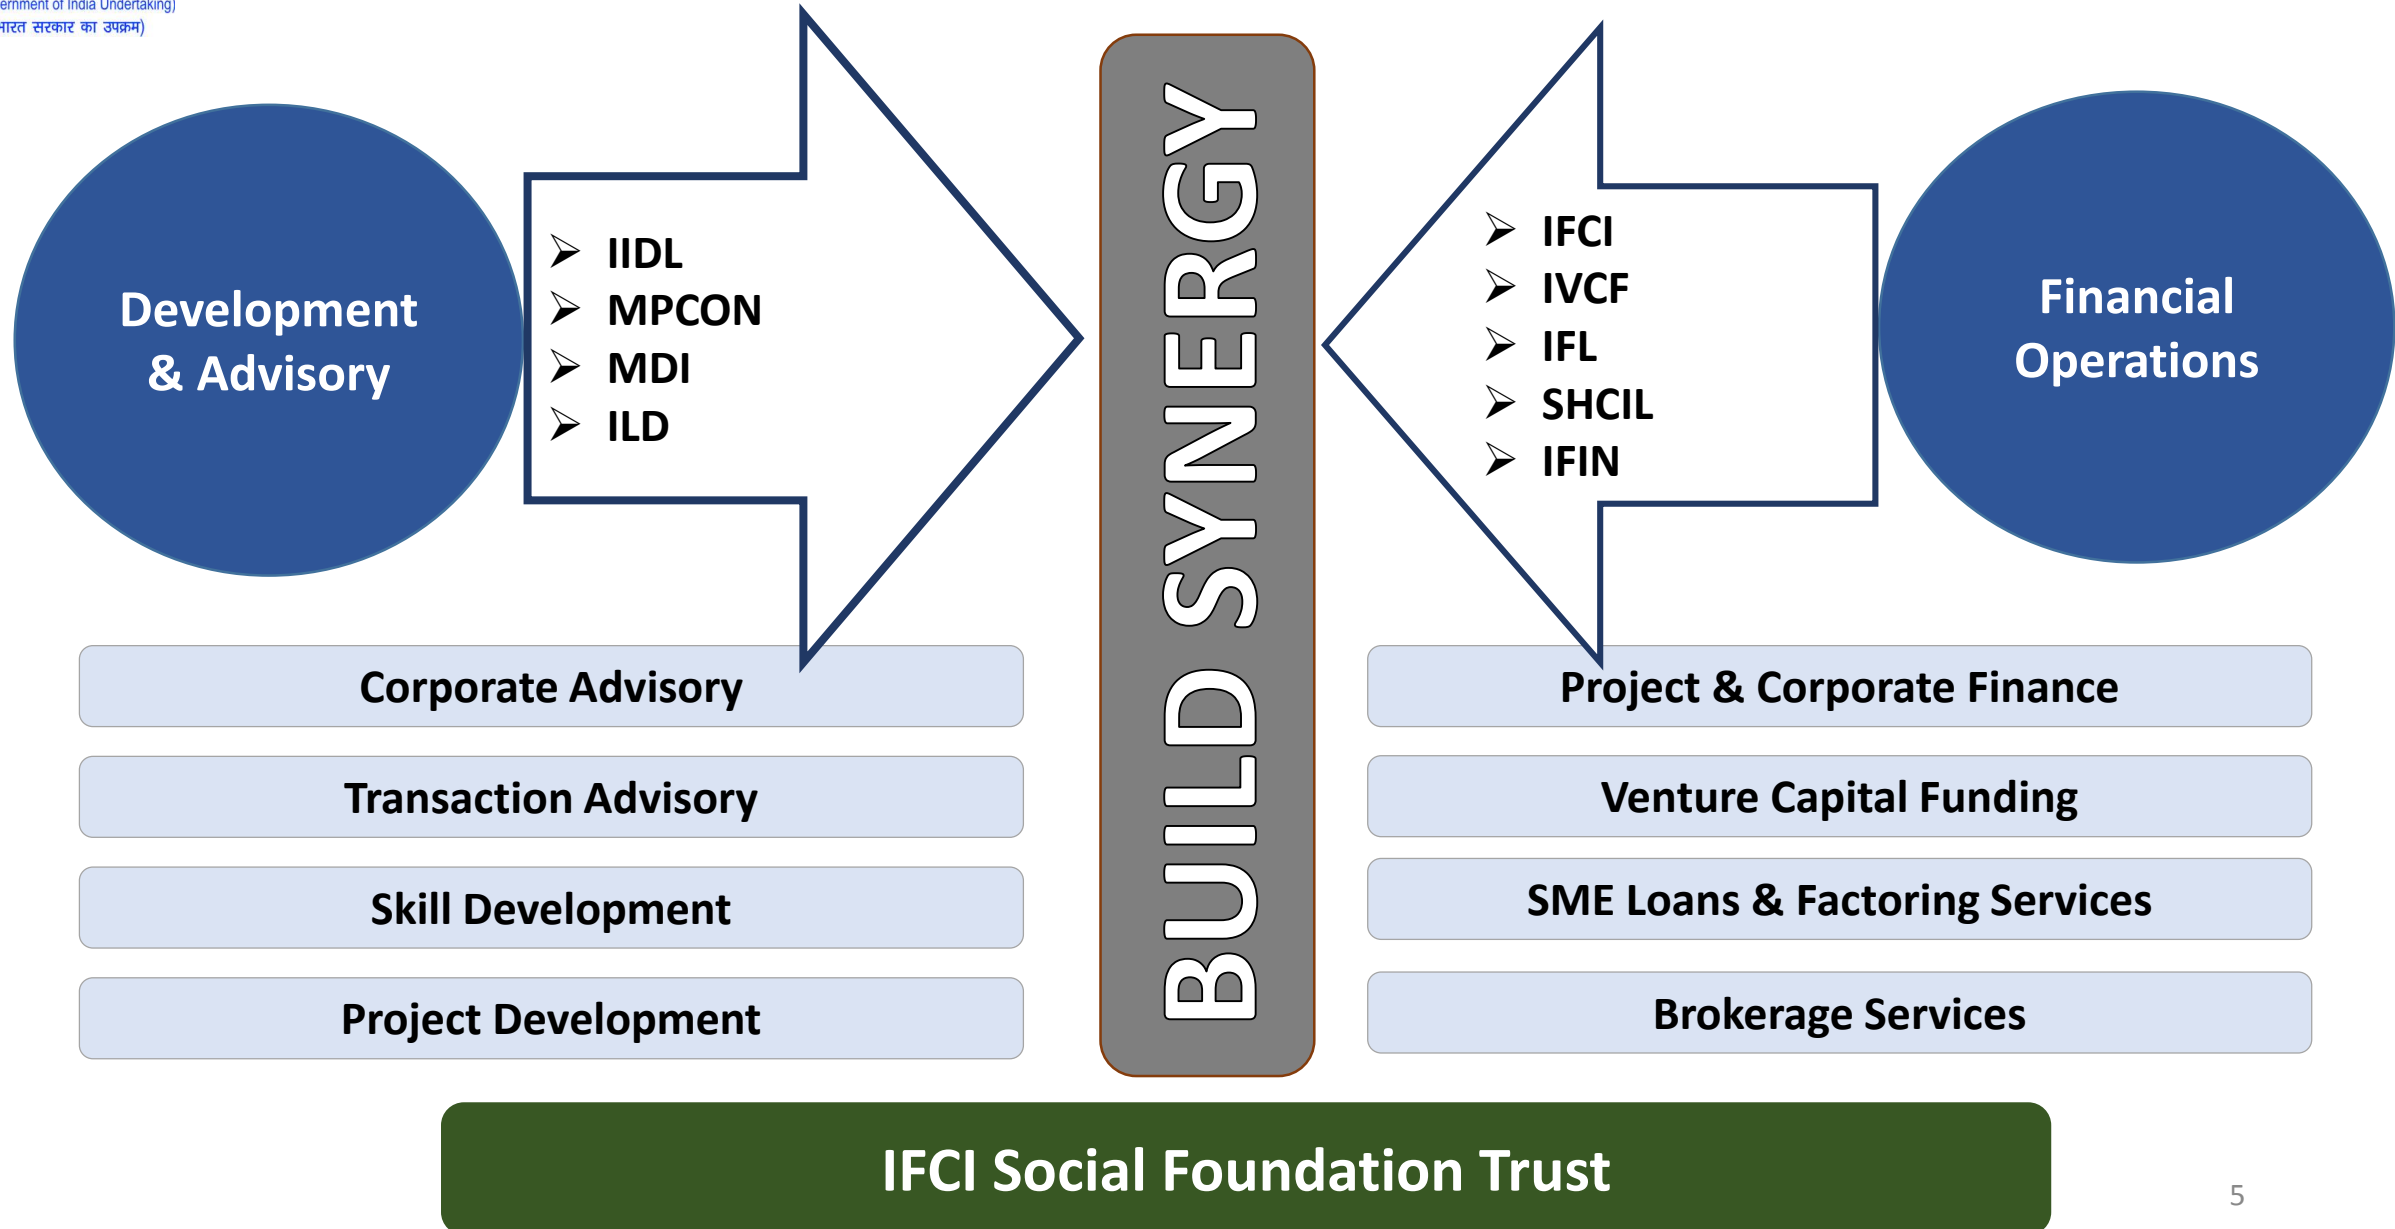 Government of India Undertaking)
भारत सरकार का उपक्रम)
Development
& Advisory
➢ IIDL
➢ MPCON
➢ MDI
➢ ILD
BUILD SYNERGY
➢ IFCI
➢ IVCF
➢ IFL
➢ SHCIL
➢ IFIN
Financial
Operations
Corporate Advisory
Transaction Advisory
Skill Development
Project Development
Project & Corporate Finance
Venture Capital Funding
SME Loans & Factoring Services
Brokerage Services
IFCI Social Foundation Trust
5